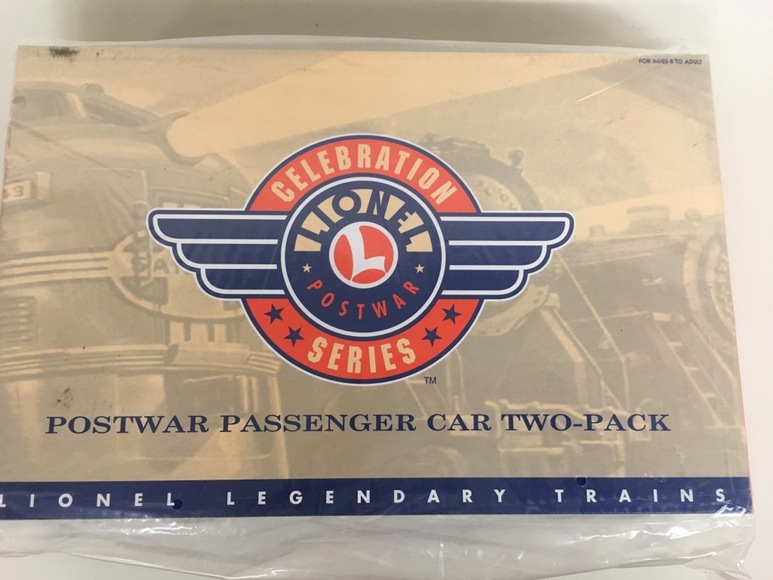 FOR AGES 8 TO ADULT
CELEBRATION
LIONEL
L
POSTWAR
SERIES
TM
POSTWAR PASSENGER CAR TWO-PACK
LIONEL LEGENDARY TRAINS